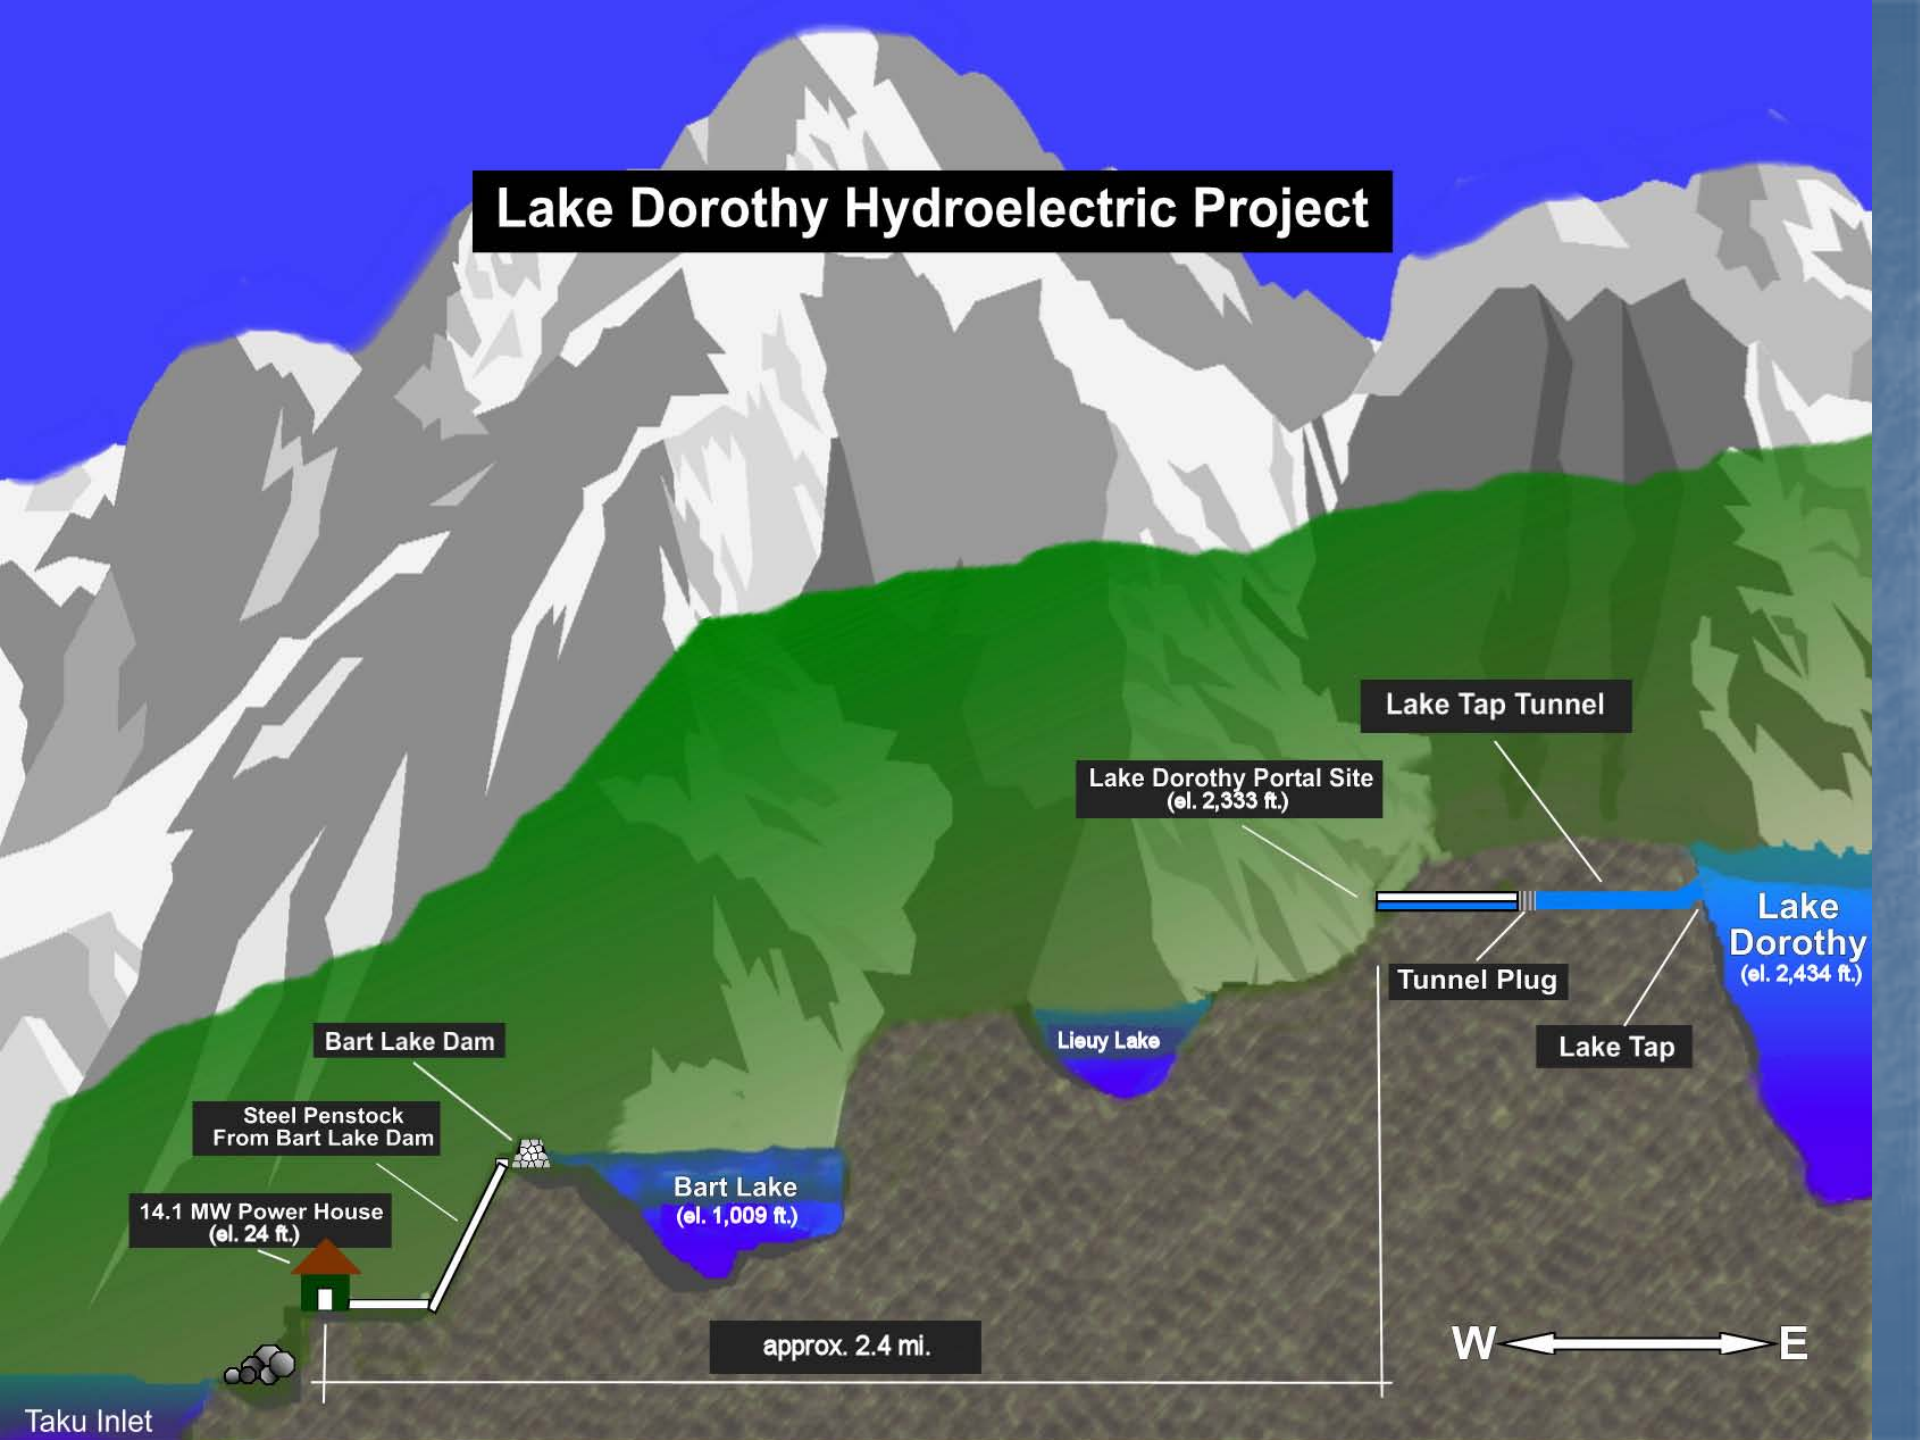 Lake Dorothy Hydroelectric Project
Lake Tap Tunnel
Lake Dorothy Portal Site
(el. 2,333 ft.)
Lake
Dorothy
(el. 2,434 ft.)
Tunnel Plug
Lake Tap
Lieuy Lake
Bart Lake Dam
Steel Penstock
From Bart Lake Dam
Bart Lake
(el. 1,009 ft.)
14.1 MW Power House
(el. 24 ft.)
approx. 2.4 mi.
W E
Taku Inlet